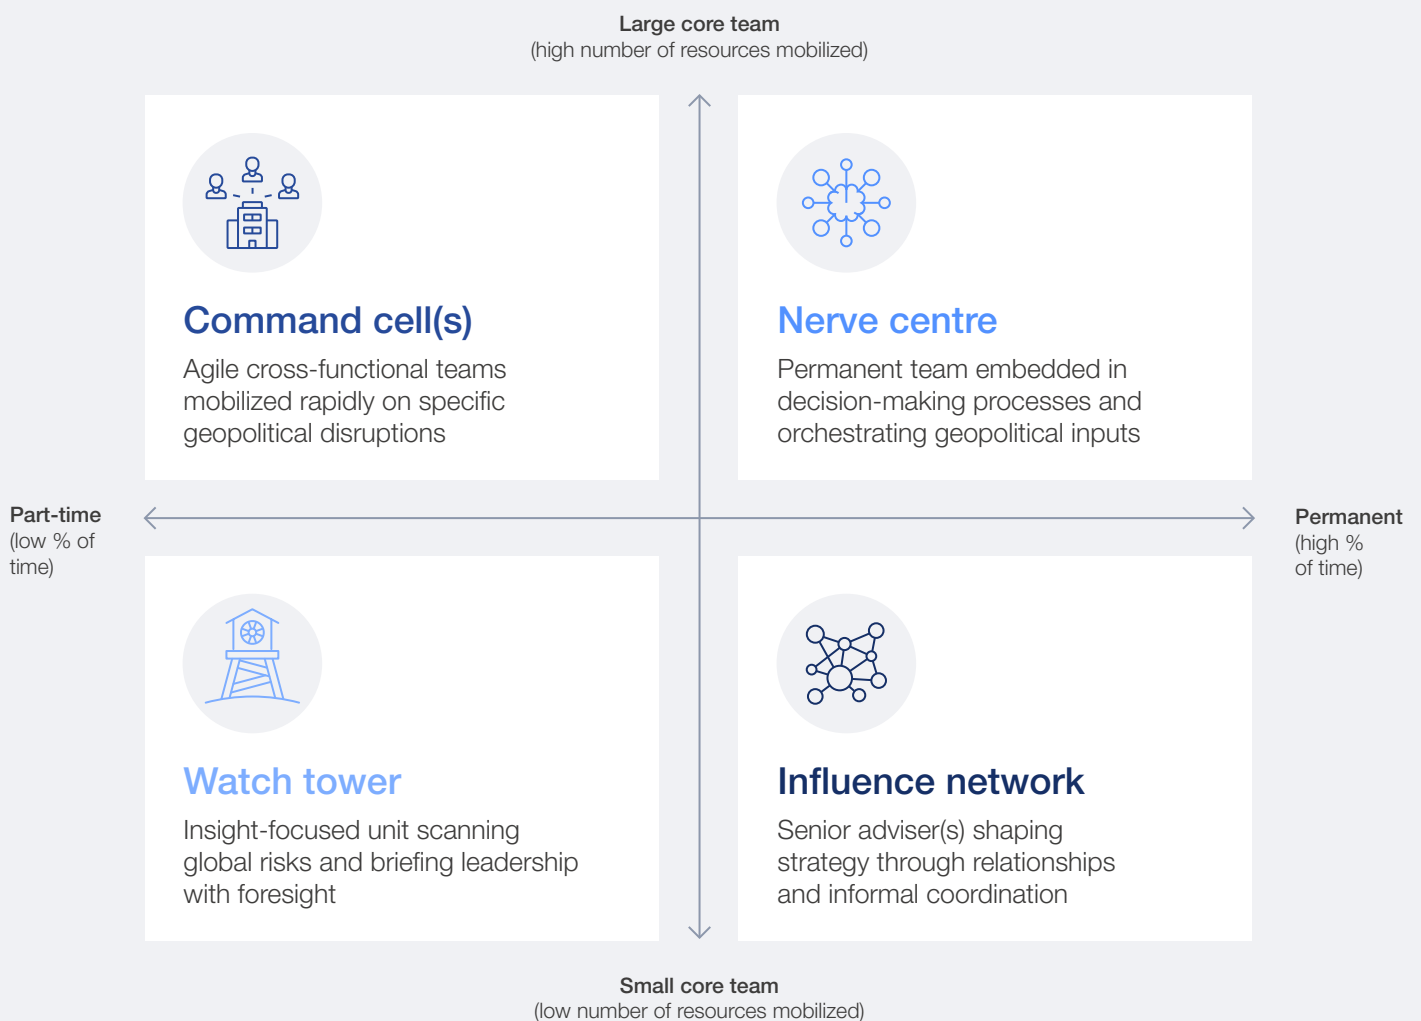 Large core team
(high number of resources mobilized)
Command cell(s)
Agile cross-functional teams
mobilized rapidly on specific
geopolitical disruptions
Nerve centre
Permanent team embedded in
decision-making processes and
orchestrating geopolitical inputs
Part-time
(low % of
time)
Permanent
(high %
of time)
Watch tower
Insight-focused unit scanning
global risks and briefing leadership
with foresight
Influence network
Senior adviser(s) shaping
strategy through relationships
and informal coordination
Small core team
(low number of resources mobilized)